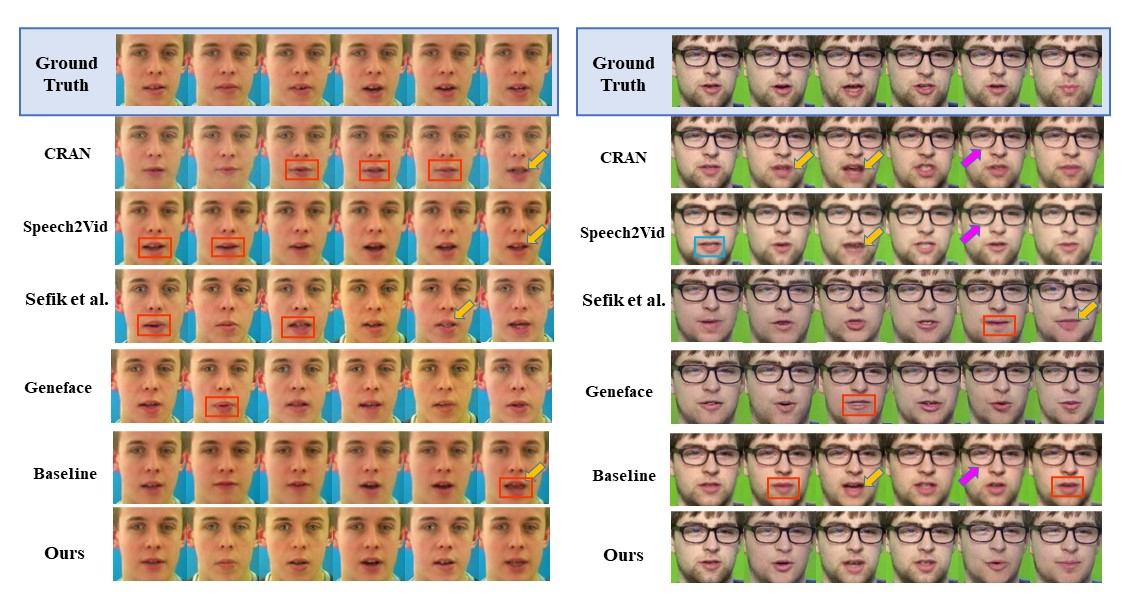 Ground
Truth
CRAN
Speech2Vid
Sefik et al.
Geneface
Baseline
Ours
Ground
Truth
CRAN
Speech2Vid
Sefik et al.
Geneface
Baseline
Ours